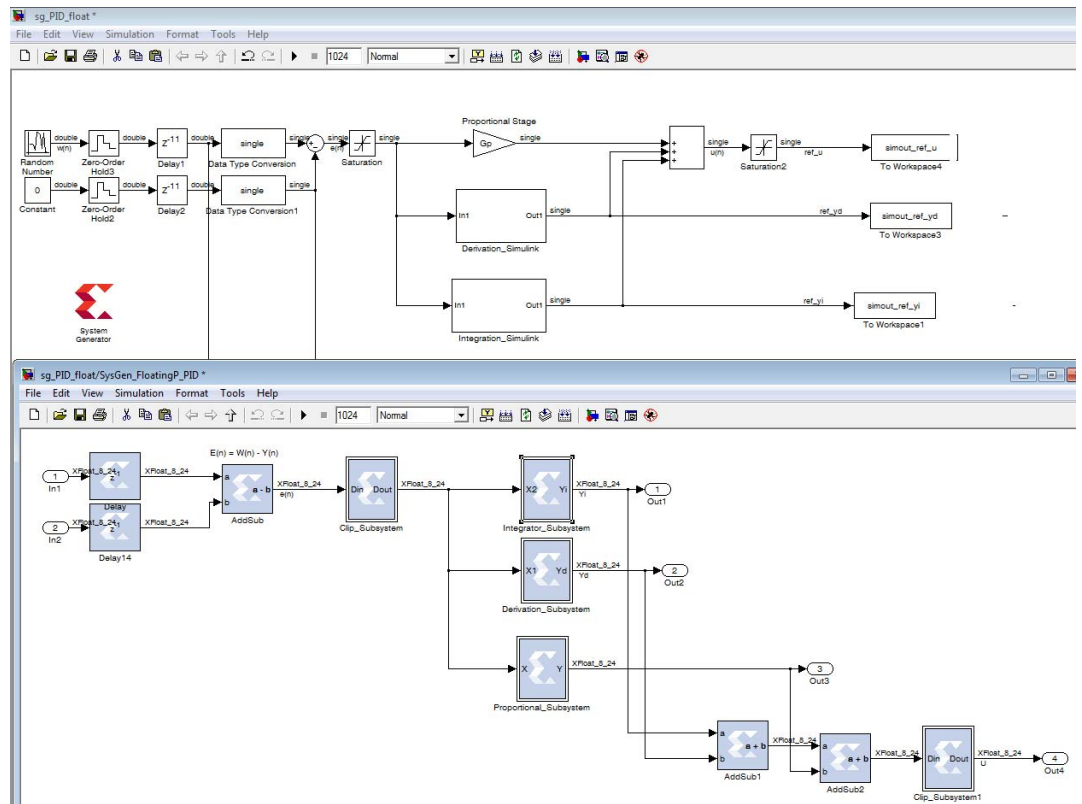 sg_PID_float *
File Edit View Simulation Format Tools Help
1024 Normal
Proportional Stage
double double double single single single single single single
w(n) e(n) Gp u(n) ref_u simout_ref_u
z-11 single
Random Number Zero-Order Hold3 Delay1 Data Type Conversion Saturation Saturation2 To Workspace4
double double double single
0 z-11 single
Constant Zero-Order Hold2 Delay2 Data Type Conversion1
In1 Out1 single ref_yd simout_ref_yd
Derivation_Simulink To Workspace3
System Generator
In1 Out1 single ref_yi simout_ref_yi
Integration_Simulink To Workspace1
sg_PID_float/SysGen_FloatingP_PID *
File Edit View Simulation Format Tools Help
1024 Normal
E(n) = W(n) - Y(n)
1 XFloat_8_24 z-1 XFloat_8_24 a
In1 Delay
a - b XFloat_8_24 e(n) Din Dout XFloat_8_24 X2 Yi XFloat_8_24 Yi 1
AddSub Clip_Subsystem Integrator_Subsystem Out1
2 XFloat_8_24 z-1 XFloat_8_24 b
In2 Delay14
X1 Yd XFloat_8_24 Yd 2
Derivation_Subsystem Out2
X Y XFloat_8_24 3
Proportional_Subsystem Out3
a b a + b XFloat_8_24 a b a + b XFloat_8_24 Din Dout XFloat_8_24 U 4
AddSub1 AddSub2 Clip_Subsystem1 Out4